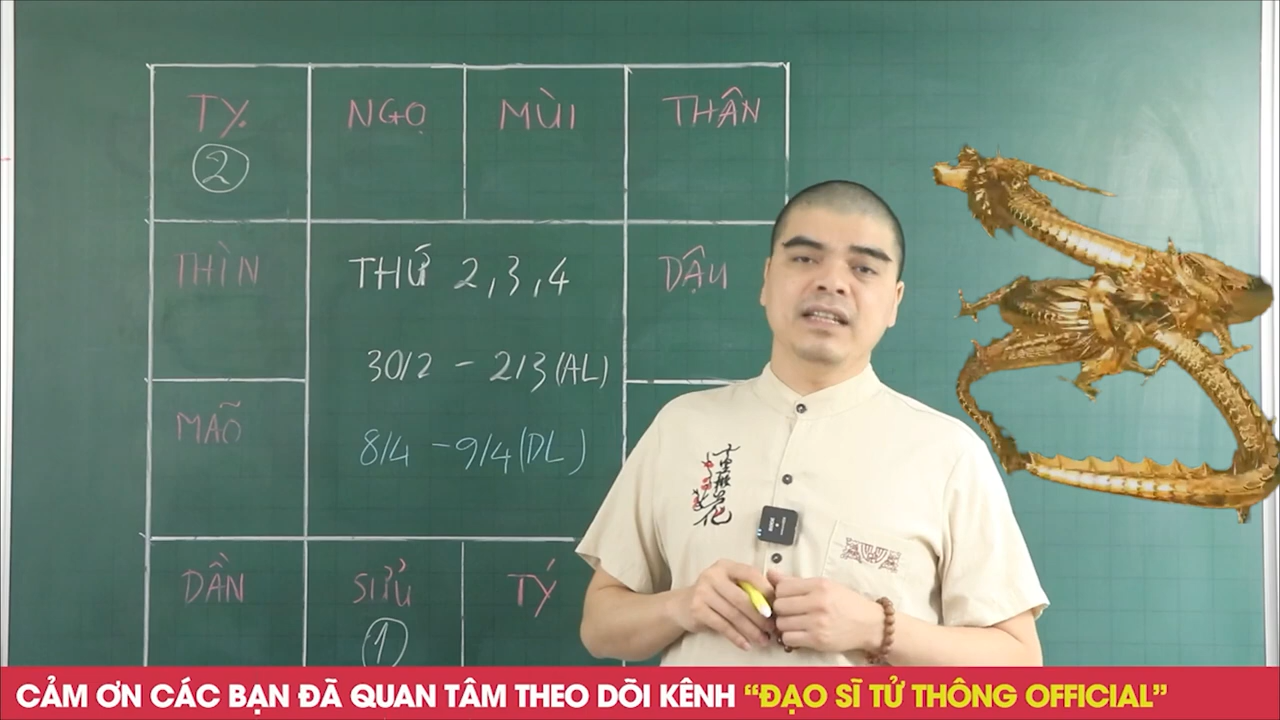 TỴ NGỌ MÙI THÂN
2
THÌN THỨ 2,3,4 DẬU
30/2 - 2/3 (AL)
MÃO
8/4 - 9/4 (DL)
DẦN SỬU TÝ
1
CẢM ƠN CÁC BẠN ĐÃ QUAN TÂM THEO DÕI KÊNH “ĐẠO SĨ TỬ THÔNG OFFICIAL”